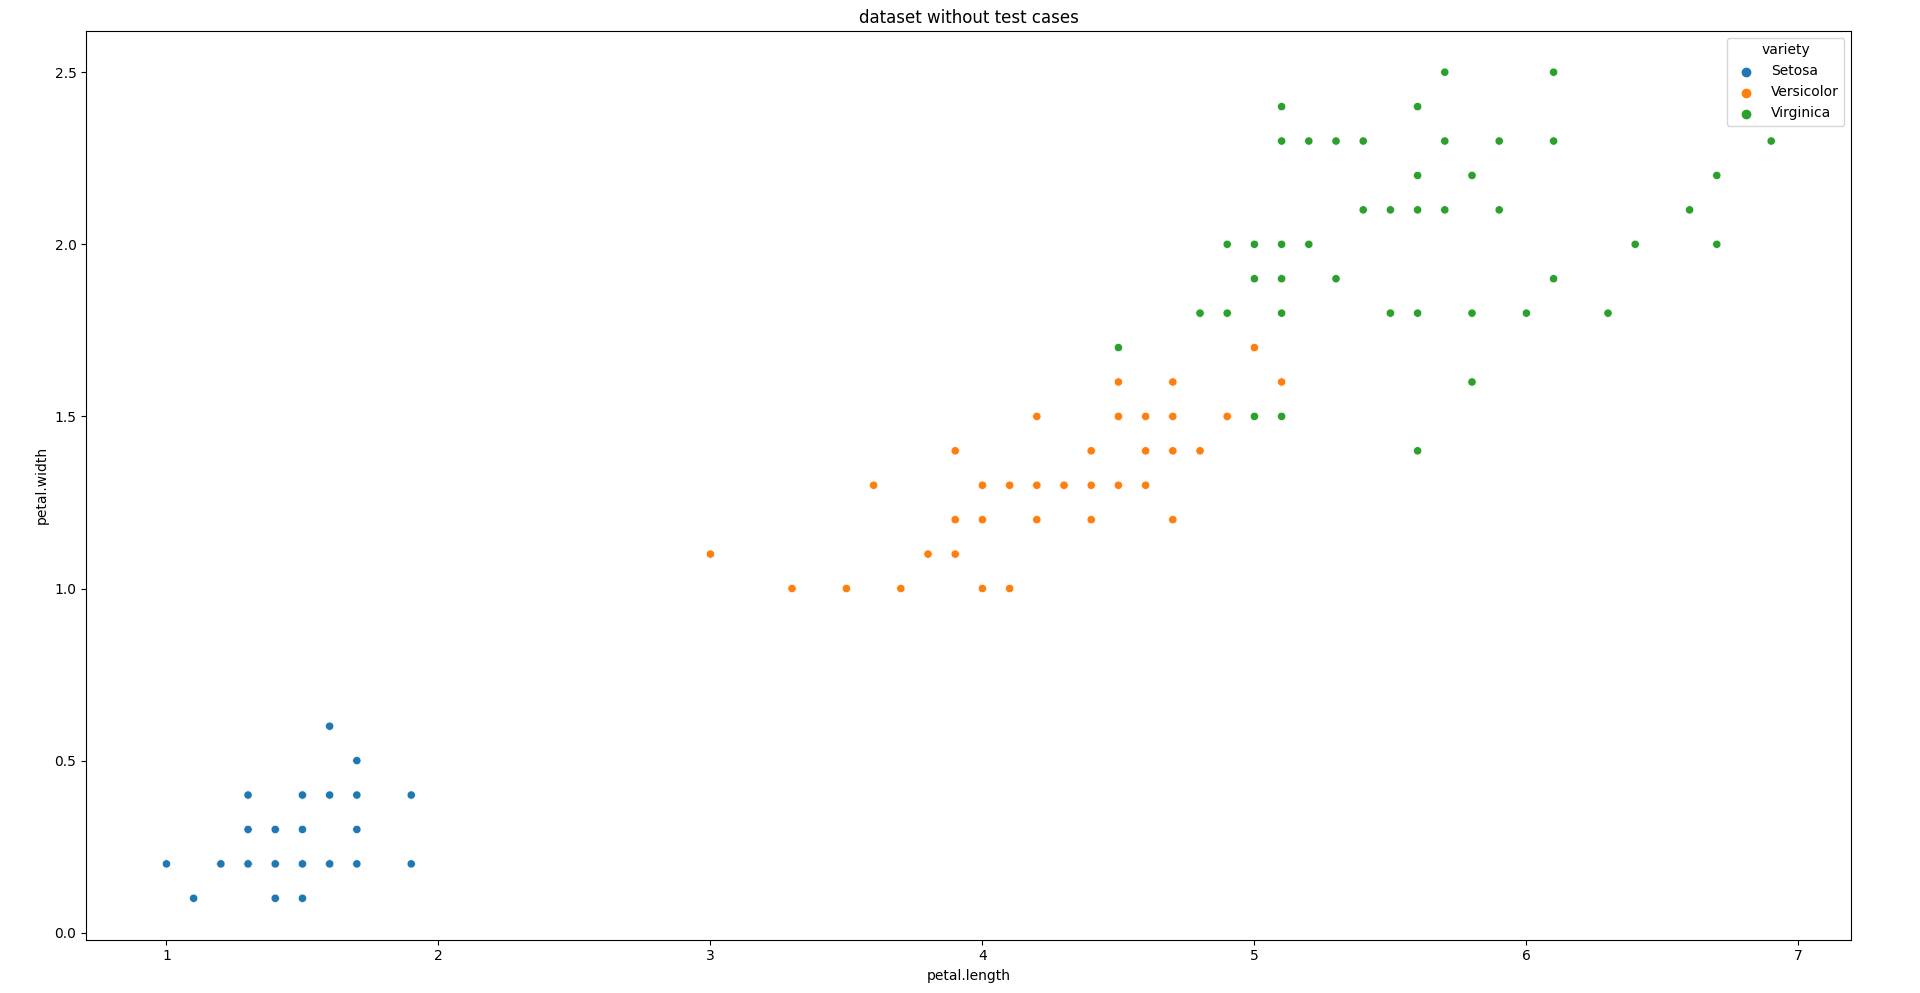 dataset without test cases
variety
Setosa
Versicolor
Virginica
petal.width
2.5
2.0
1.5
1.0
0.5
0.0
1 2 3 4 5 6 7
petal.length